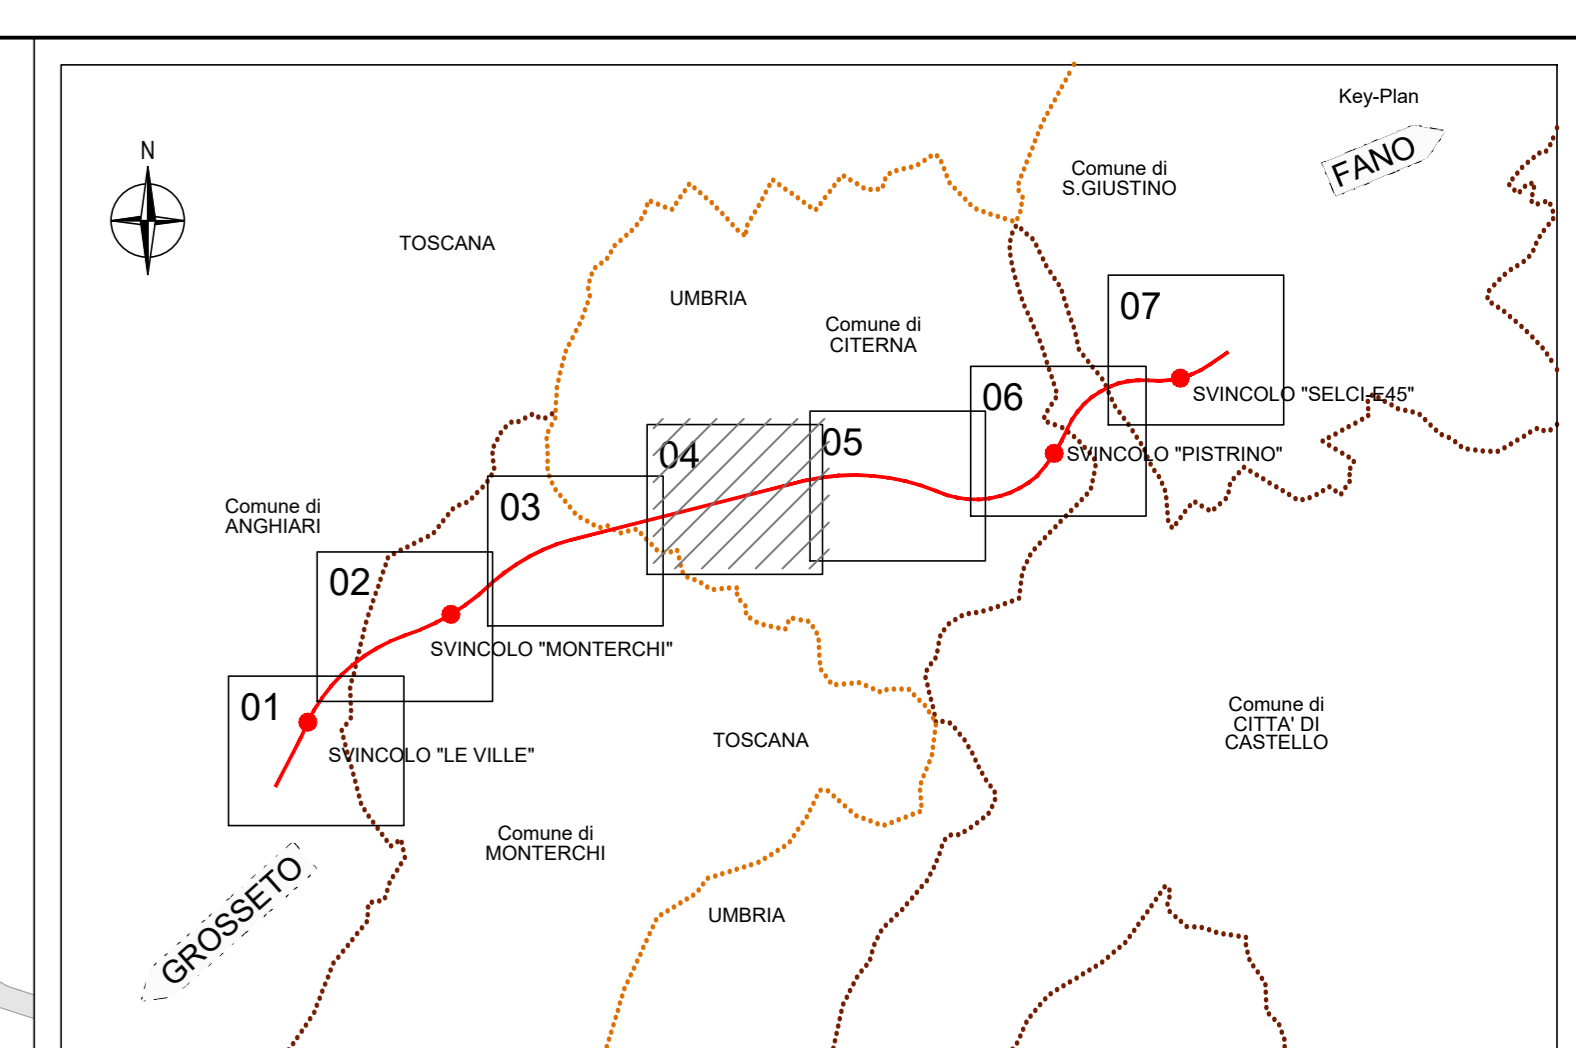 Key-Plan
FANO
N
Comune di
S.GIUSTINO
TOSCANA
UMBRIA
Comune di
CITERNA
07
SVINCOLO "SELCI-E45"
06
05
04
SVINCOLO "PISTRINO"
03
Comune di
ANGHIARI
02
SVINCOLO "MONTERCHI"
01
SVINCOLO "LE VILLE"
TOSCANA
Comune di
CITTA' DI
CASTELLO
Comune di
MONTERCHI
GROSSETO
UMBRIA